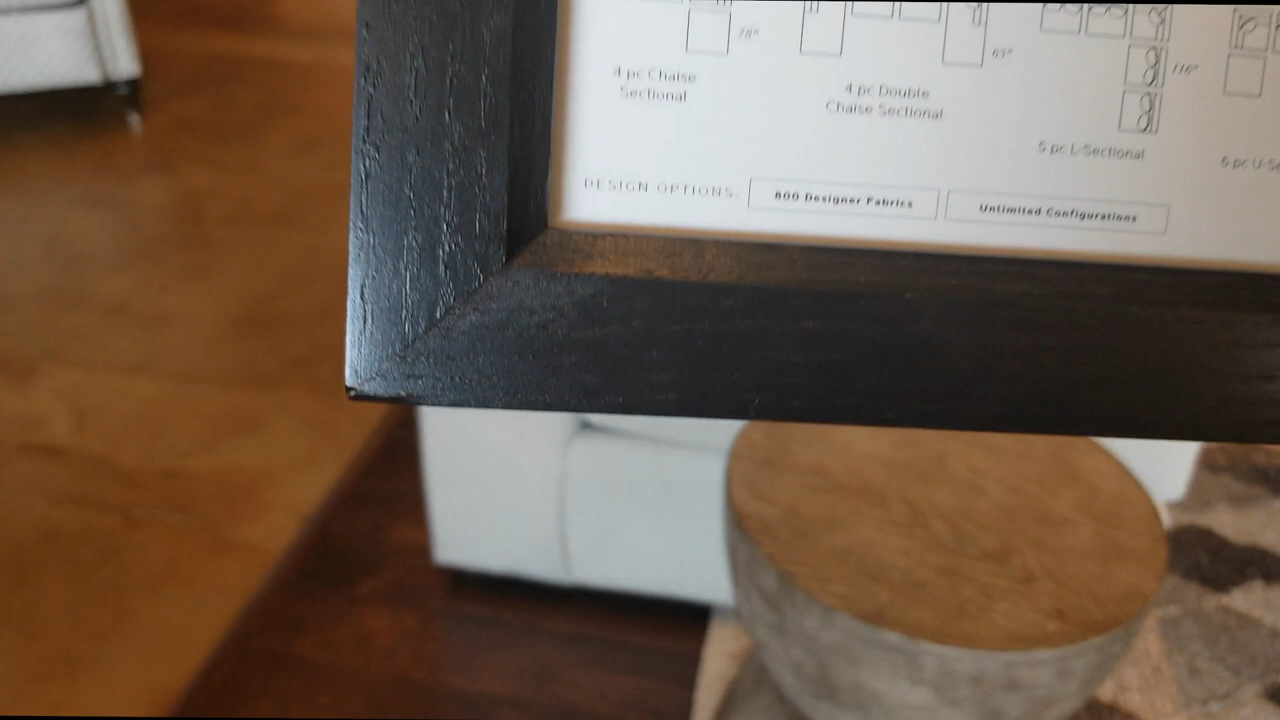 78"
65"
116"
4 pc Chaise
Sectional
4 pc Double
Chaise Sectional
5 pc L-Sectional
6 pc U-Se
DESIGN OPTIONS:
800 Designer Fabrics
Unlimited Configurations